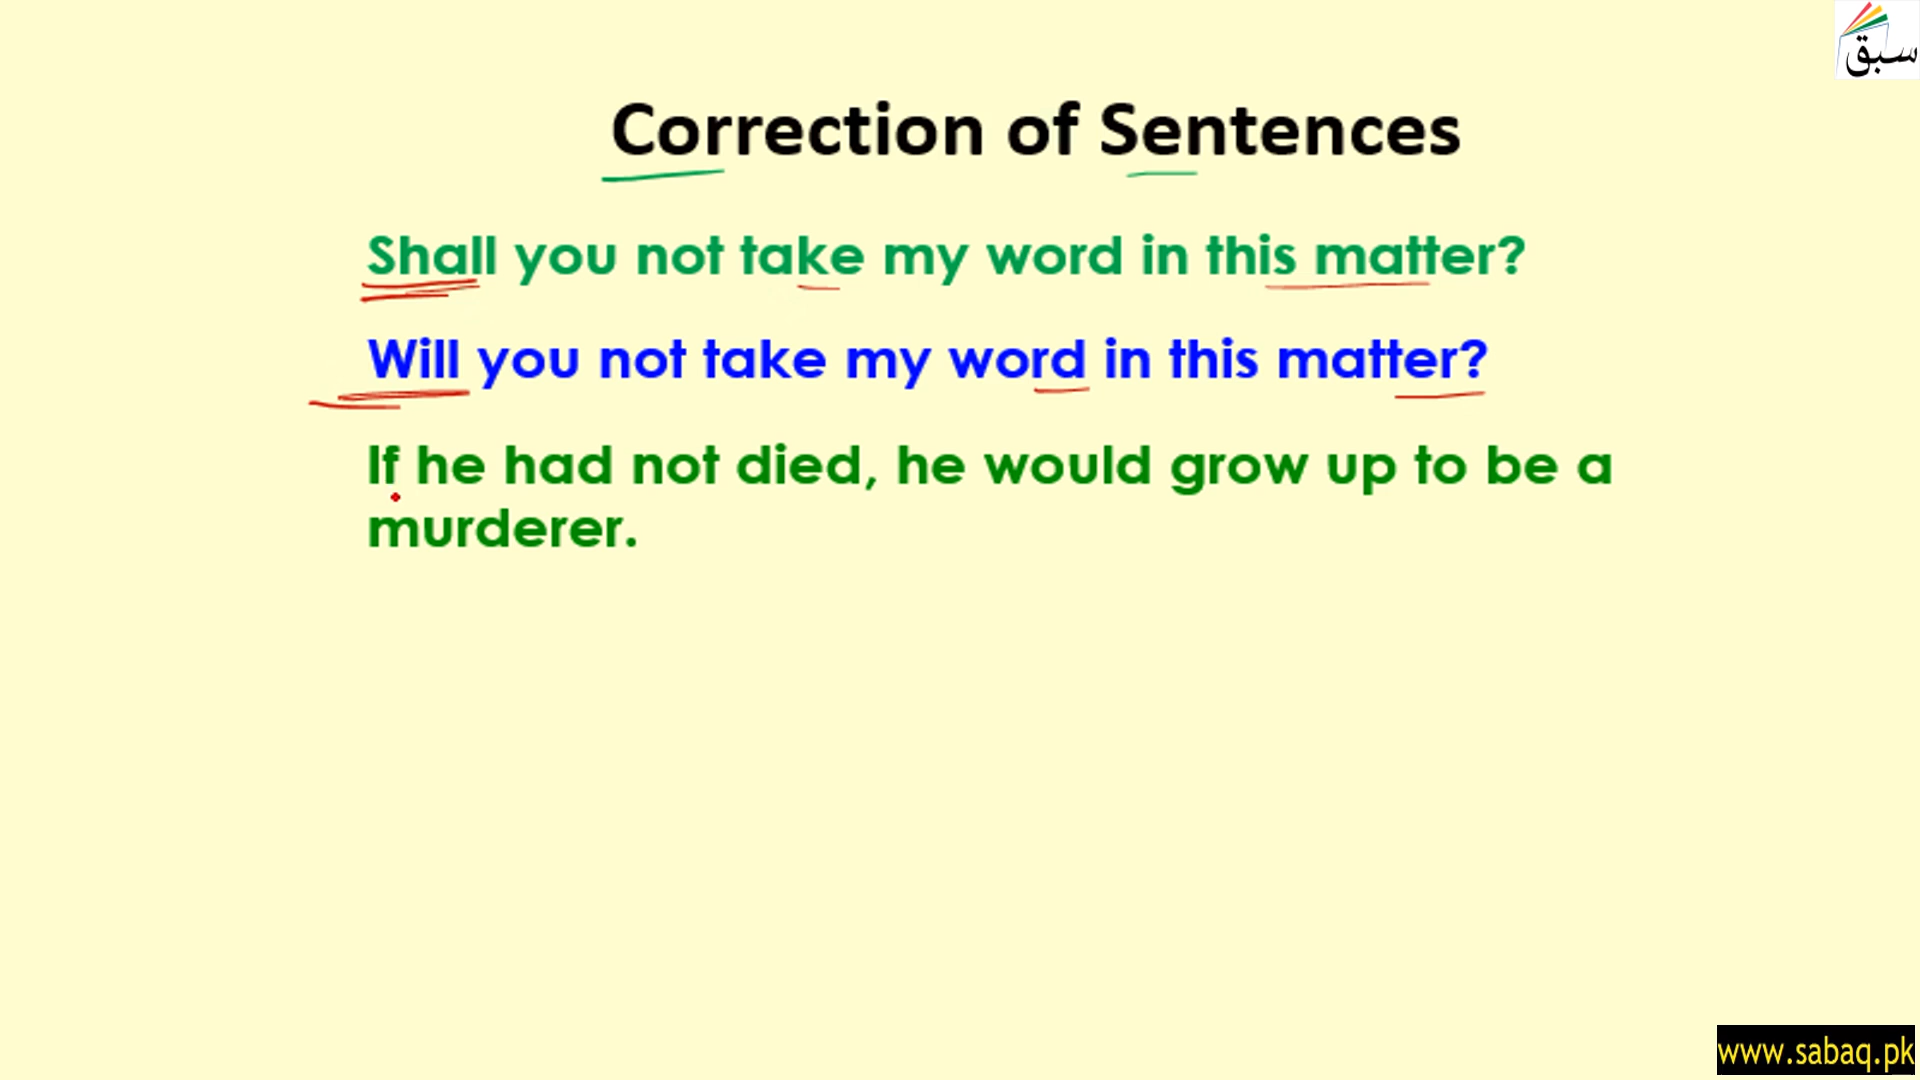 سبق
Correction of Sentences
Shall you not take my word in this matter?
Will you not take my word in this matter?
If he had not died, he would grow up to be a
murderer.
www.sabaq.pk